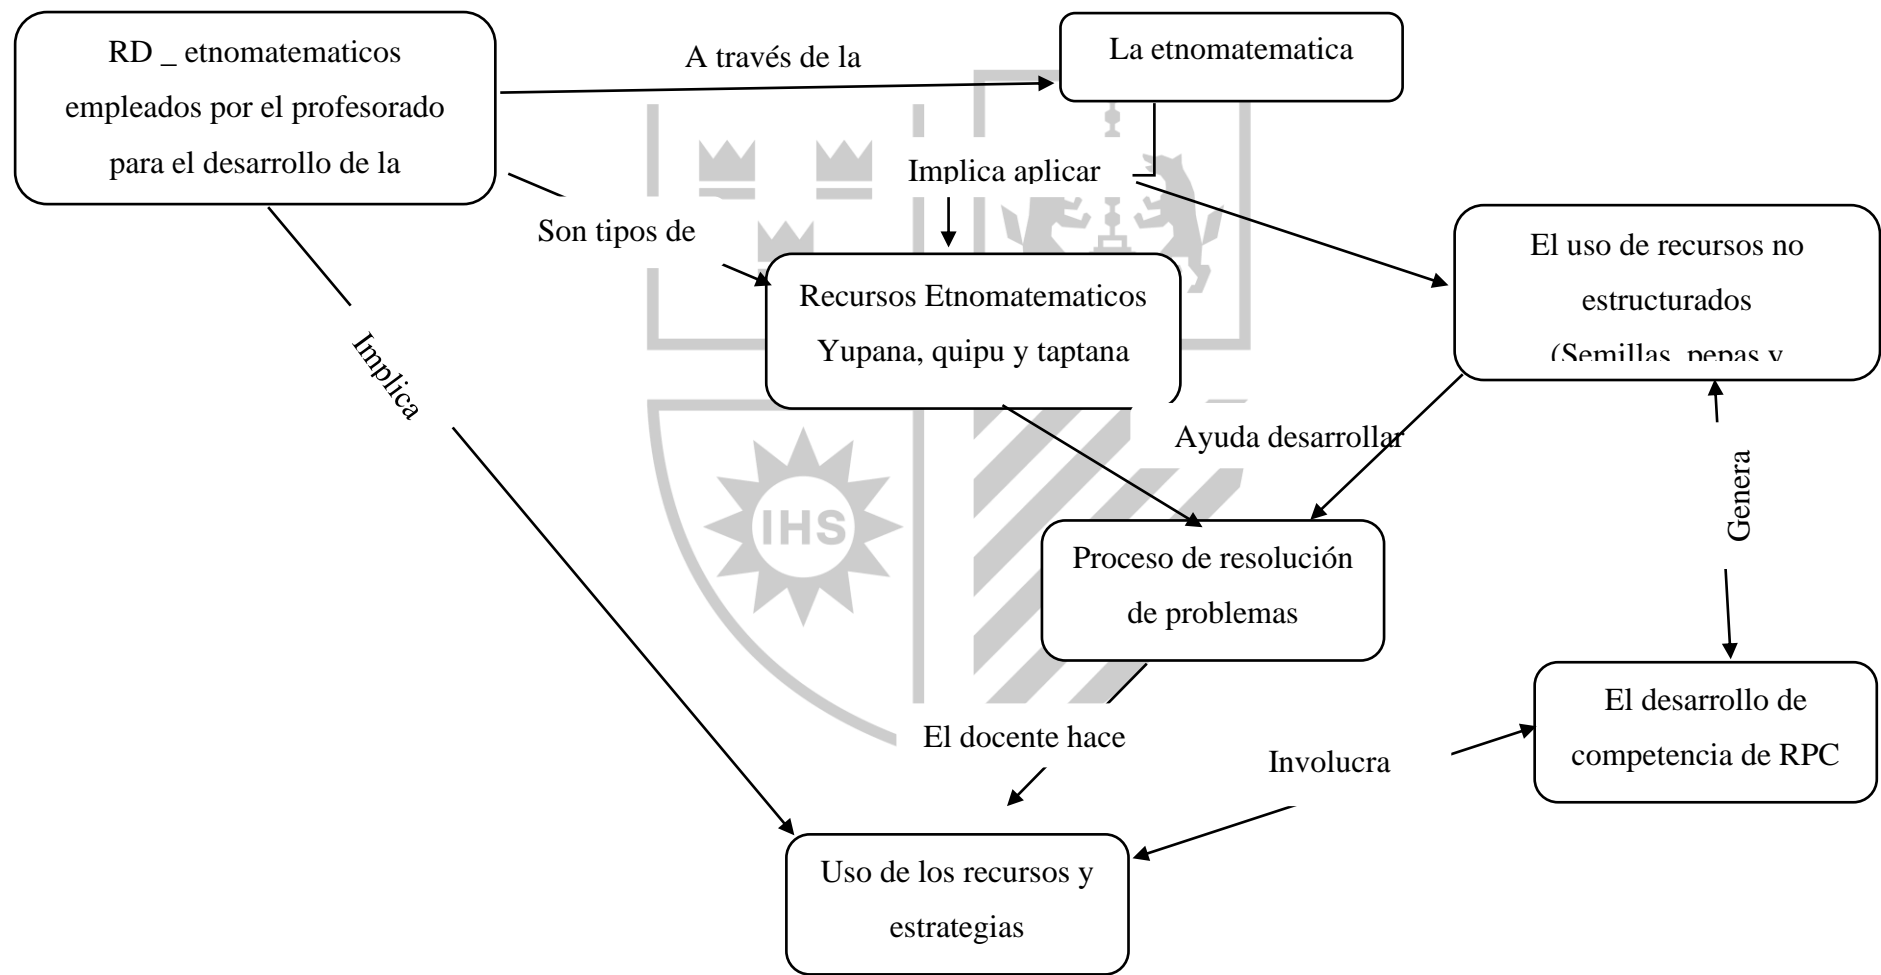 RD _ etnomatematicos
empleados por el profesorado
para el desarrollo de la
A través de la
La etnomatematica
Implica aplicar
Son tipos de
El uso de recursos no
estructurados
(Semillas, pepas y
Recursos Etnomatematicos
Yupana, quipu y taptana
Implica
Ayuda desarrollar
Genera
IHS
Proceso de resolución
de problemas
El desarrollo de
competencia de RPC
El docente hace
Involucra
Uso de los recursos y
estrategias